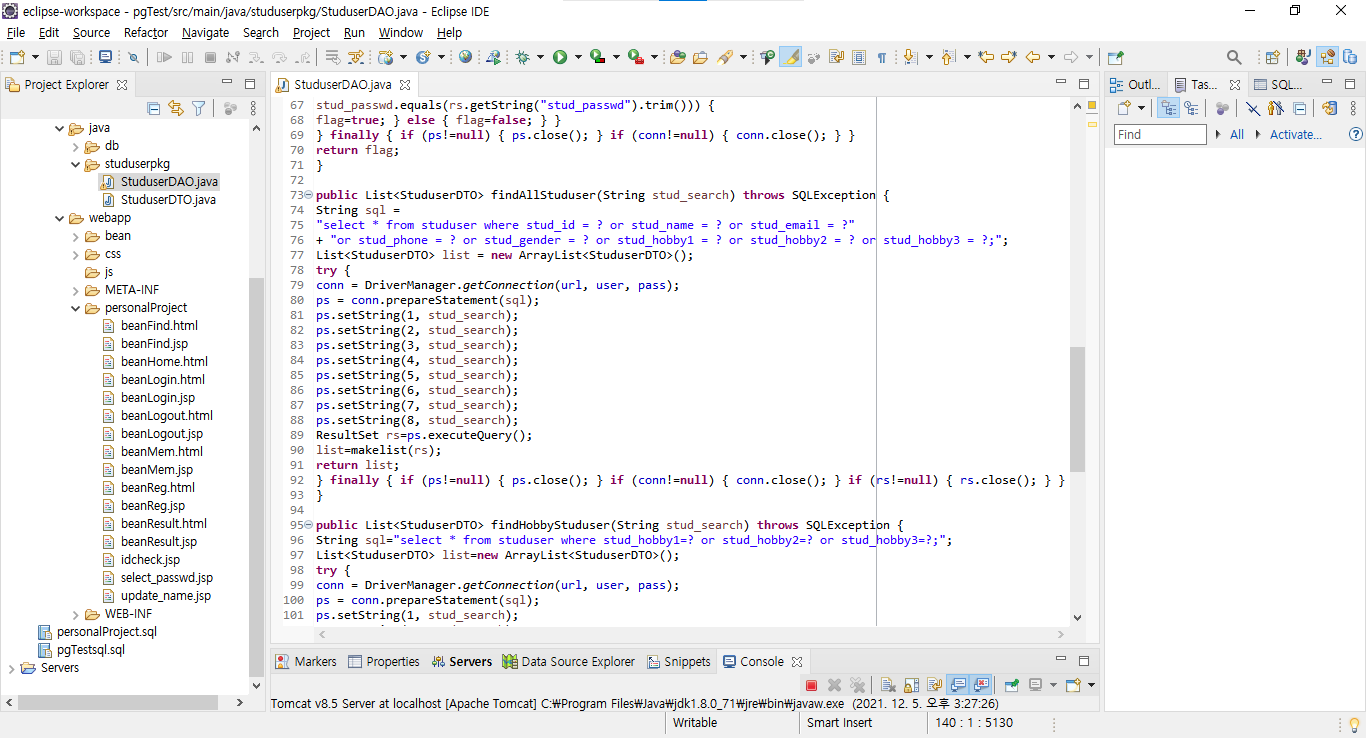 eclipse-workspace - pgTest/src/main/java/studuserpkg/StuduserDAO.java - Eclipse IDE
File Edit Source Refactor Navigate Search Project Run Window Help
Project Explorer
java
db
studuserpkg
StuduserDAO.java
StuduserDTO.java
webapp
bean
css
js
META-INF
personalProject
beanFind.html
beanFind.jsp
beanHome.html
beanLogin.html
beanLogin.jsp
beanLogout.html
beanLogout.jsp
beanMem.html
beanMem.jsp
beanReg.html
beanReg.jsp
beanResult.html
beanResult.jsp
idcheck.jsp
select_passwd.jsp
update_name.jsp
WEB-INF
personalProject.sql
pgTestsql.sql
Servers
StuduserDAO.java
67 stud_passwd.equals(rs.getString("stud_passwd").trim())) {
68 flag=true; } else { flag=false; } }
69 } finally { if (ps!=null) { ps.close(); } if (conn!=null) { conn.close(); } }
70 return flag;
71 }
72
73 public List<StuduserDTO> findAllStuduser(String stud_search) throws SQLException {
74 String sql =
75 "select * from studuser where stud_id = ? or stud_name = ? or stud_email = ?"
76 + "or stud_phone = ? or stud_gender = ? or stud_hobby1 = ? or stud_hobby2 = ? or stud_hobby3 = ?;";
77 List<StuduserDTO> list = new ArrayList<StuduserDTO>();
78 try {
79 conn = DriverManager.getConnection(url, user, pass);
80 ps = conn.prepareStatement(sql);
81 ps.setString(1, stud_search);
82 ps.setString(2, stud_search);
83 ps.setString(3, stud_search);
84 ps.setString(4, stud_search);
85 ps.setString(5, stud_search);
86 ps.setString(6, stud_search);
87 ps.setString(7, stud_search);
88 ps.setString(8, stud_search);
89 ResultSet rs=ps.executeQuery();
90 list=makelist(rs);
91 return list;
92 } finally { if (ps!=null) { ps.close(); } if (conn!=null) { conn.close(); } if (rs!=null) { rs.close(); } }
93 }
94
95 public List<StuduserDTO> findHobbyStuduser(String stud_search) throws SQLException {
96 String sql="select * from studuser where stud_hobby1=? or stud_hobby2=? or stud_hobby3=?;";
97 List<StuduserDTO> list=new ArrayList<StuduserDTO>();
98 try {
99 conn = DriverManager.getConnection(url, user, pass);
100 ps = conn.prepareStatement(sql);
101 ps.setString(1, stud_search);
Outl... Tas... SQL...
Find All Activate...
Markers Properties Servers Data Source Explorer Snippets Console
Tomcat v8.5 Server at localhost [Apache Tomcat] C:₩Program Files₩Java₩jdk1.8.0_71₩jre₩bin₩javaw.exe (2021. 12. 5. 오후 3:27:26)
Writable Smart Insert 140 : 1 : 5130